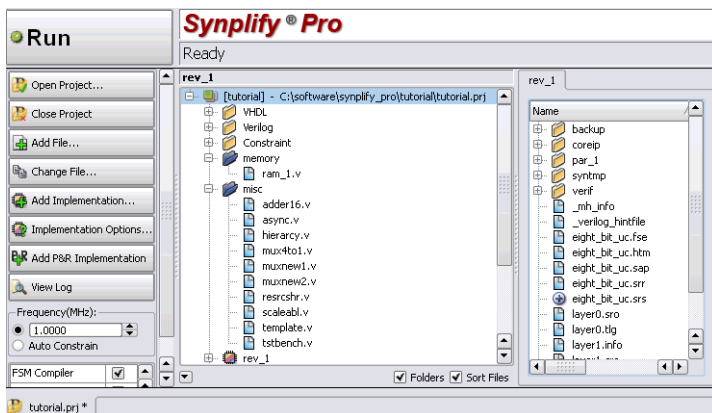 Run
Synplify ® Pro
Ready
Open Project...
Close Project
Add File...
Change File...
Add Implementation...
Implementation Options...
P&R Add P&R Implementation
View Log
Frequency(MHz):
1.0000
Auto Constrain
FSM Compiler
rev_1
[tutorial] - C:\software\synplify_pro\tutorial\tutorial.prj
VHDL
Verilog
Constraint
memory
ram_1.v
misc
adder16.v
async.v
hierarcy.v
mux4to1.v
muxnew1.v
muxnew2.v
resrcshr.v
scaleabl.v
template.v
tstbench.v
rev_1
Folders Sort Files
rev_1
Name
backup
coreip
par_1
syntmp
verif
_mh_info
_verilog_hintfile
eight_bit_uc.fse
eight_bit_uc.htm
eight_bit_uc.sap
eight_bit_uc.srr
eight_bit_uc.srs
layer0.sro
layer0.tlg
layer1.info
tutorial.prj *